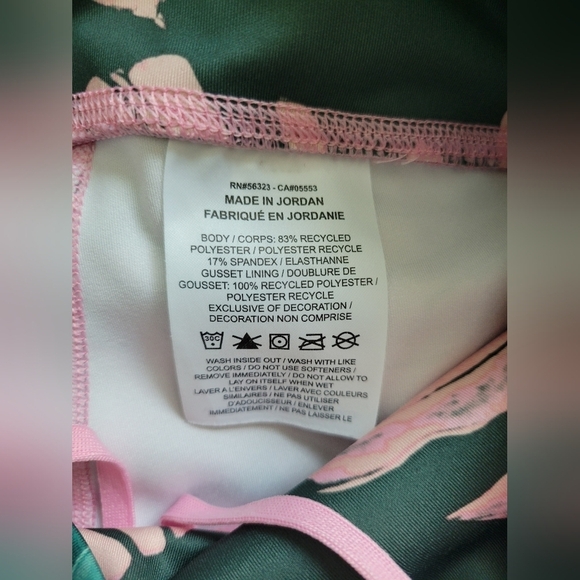 RN#56323 - CA#05553
MADE IN JORDAN
FABRIQUÉ EN JORDANIE
BODY / CORPS: 83% RECYCLED
POLYESTER / POLYESTER RECYCLE
17% SPANDEX / ELASTHANNE
GUSSET LINING / DOUBLURE DE
GOUSSET: 100% RECYCLED POLYESTER /
POLYESTER RECYCLE
EXCLUSIVE OF DECORATION /
DECORATION NON COMPRISE
30C
WASH INSIDE OUT / WASH WITH LIKE
COLORS / DO NOT USE SOFTENERS /
REMOVE IMMEDIATELY / DO NOT ALLOW TO
LAY ON ITSELF WHEN WET
LAVER A L'ENVERS / LAVER AVEC COULEURS
SIMILAIRES / NE PAS UTILISER
D'ADOUCISSEUR / ENLEVER
IMMEDIATEMENT / NE PAS LAISSER LE